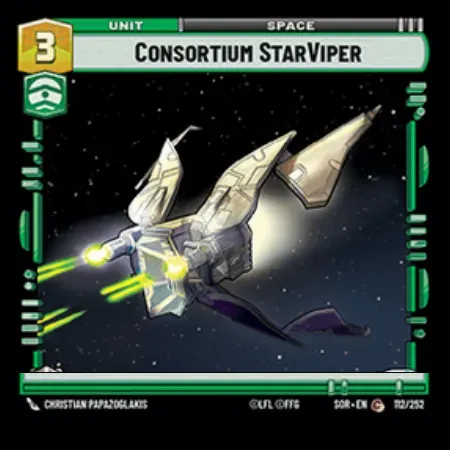 UNIT SPACE
3 CONSORTIUM STARVIPER
CHRISTIAN PAPAZOGLAKIS ©LFL ©FFG SOR • EN C 112/252